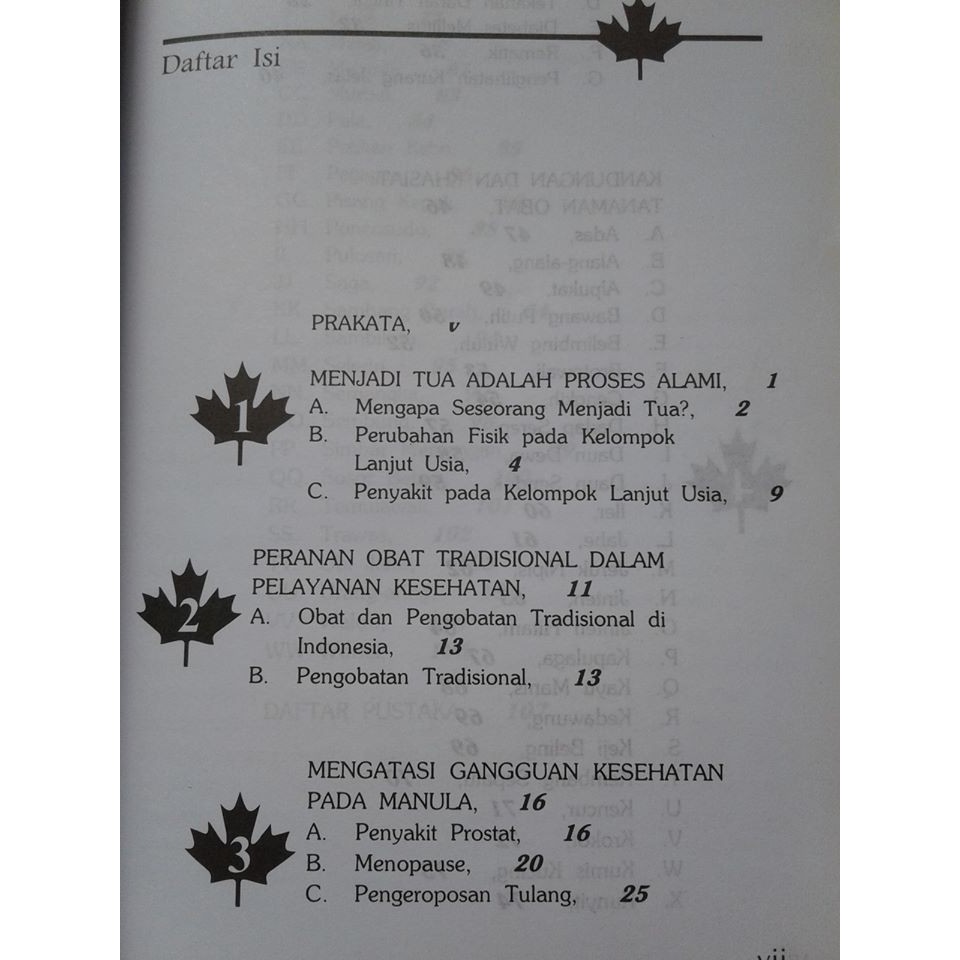 Daftar Isi
PRAKATA, v
1
MENJADI TUA ADALAH PROSES ALAMI, 1
A. Mengapa Seseorang Menjadi Tua?, 2
B. Perubahan Fisik pada Kelompok
Lanjut Usia, 4
C. Penyakit pada Kelompok Lanjut Usia, 9
2
PERANAN OBAT TRADISIONAL DALAM
PELAYANAN KESEHATAN, 11
A. Obat dan Pengobatan Tradisional di
Indonesia, 13
B. Pengobatan Tradisional, 13
3
MENGATASI GANGGUAN KESEHATAN
PADA MANULA, 16
A. Penyakit Prostat, 16
B. Menopause, 20
C. Pengeroposan Tulang, 25
vii